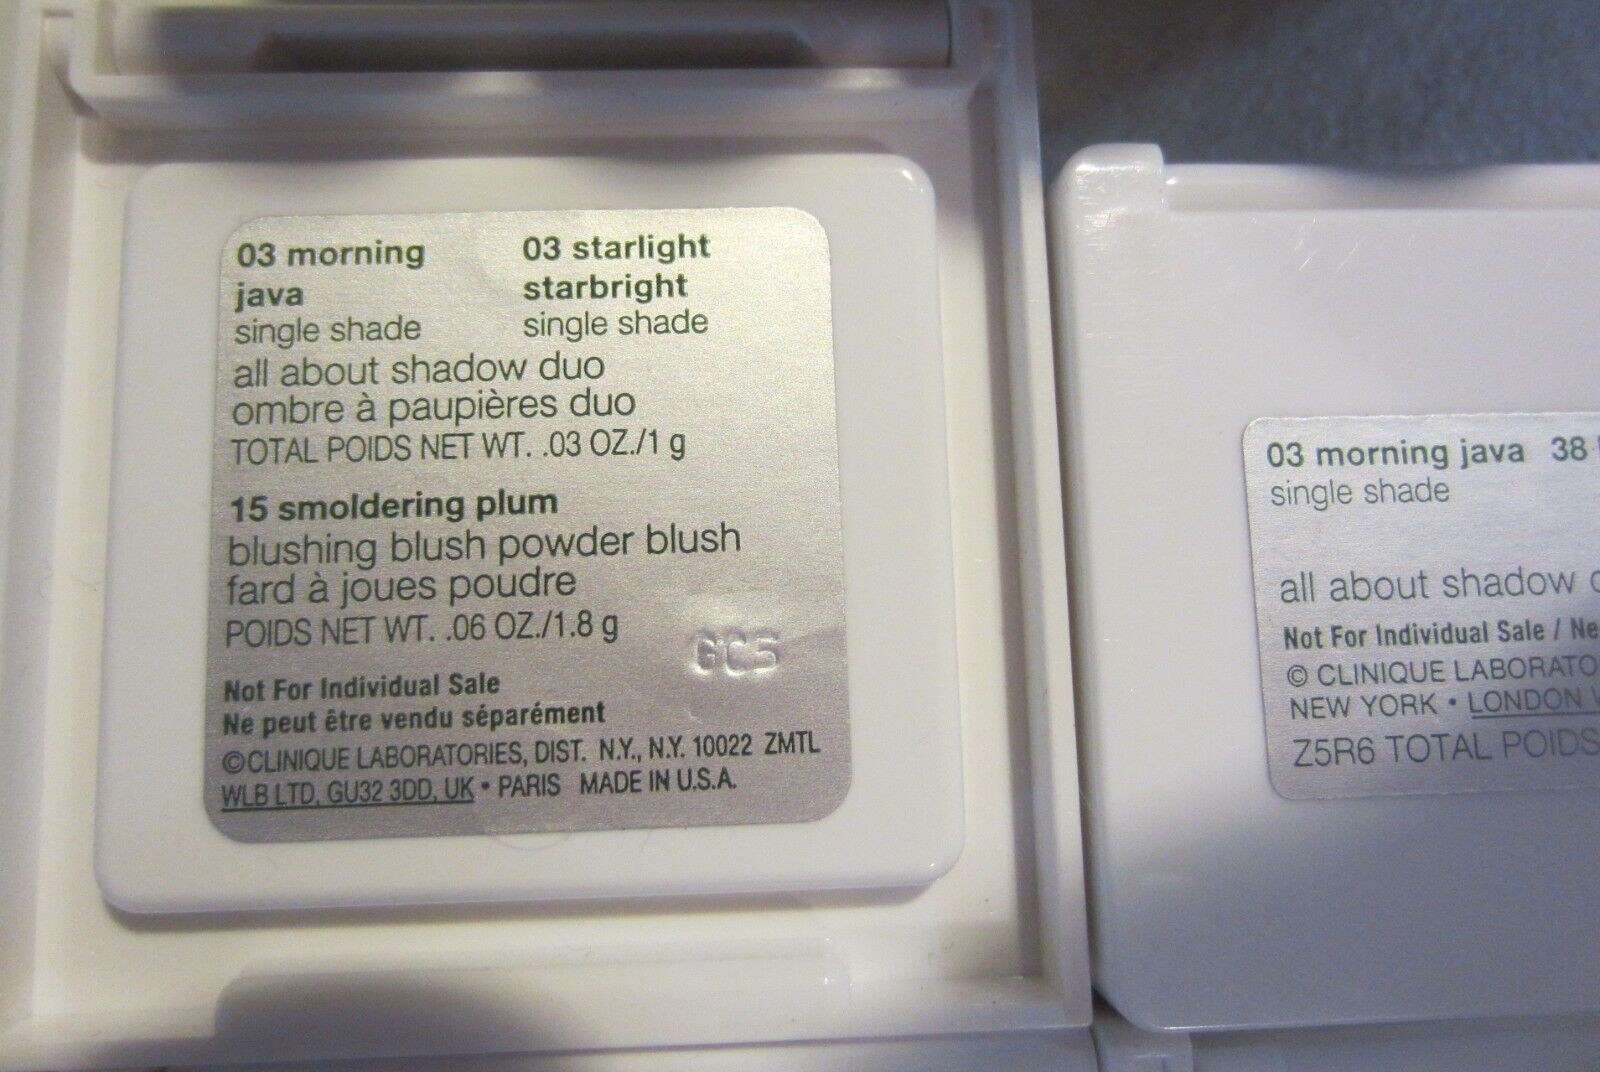 03 morning
java
single shade
03 starlight
starbright
single shade
all about shadow duo
ombre à paupières duo
TOTAL POIDS NET WT. .03 OZ./1 g
15 smoldering plum
blushing blush powder blush
fard à joues poudre
POIDS NET WT. .06 OZ./1.8 g
GC5
Not For Individual Sale
Ne peut être vendu séparément
©CLINIQUE LABORATORIES, DIST. N.Y., N.Y. 10022 ZMTL
WLB LTD, GU32 3DD, UK • PARIS MADE IN U.S.A.
03 morning java 38
single shade
all about shadow
Not For Individual Sale / Ne
© CLINIQUE LABORATO
NEW YORK • LONDON W
Z5R6 TOTAL POIDS